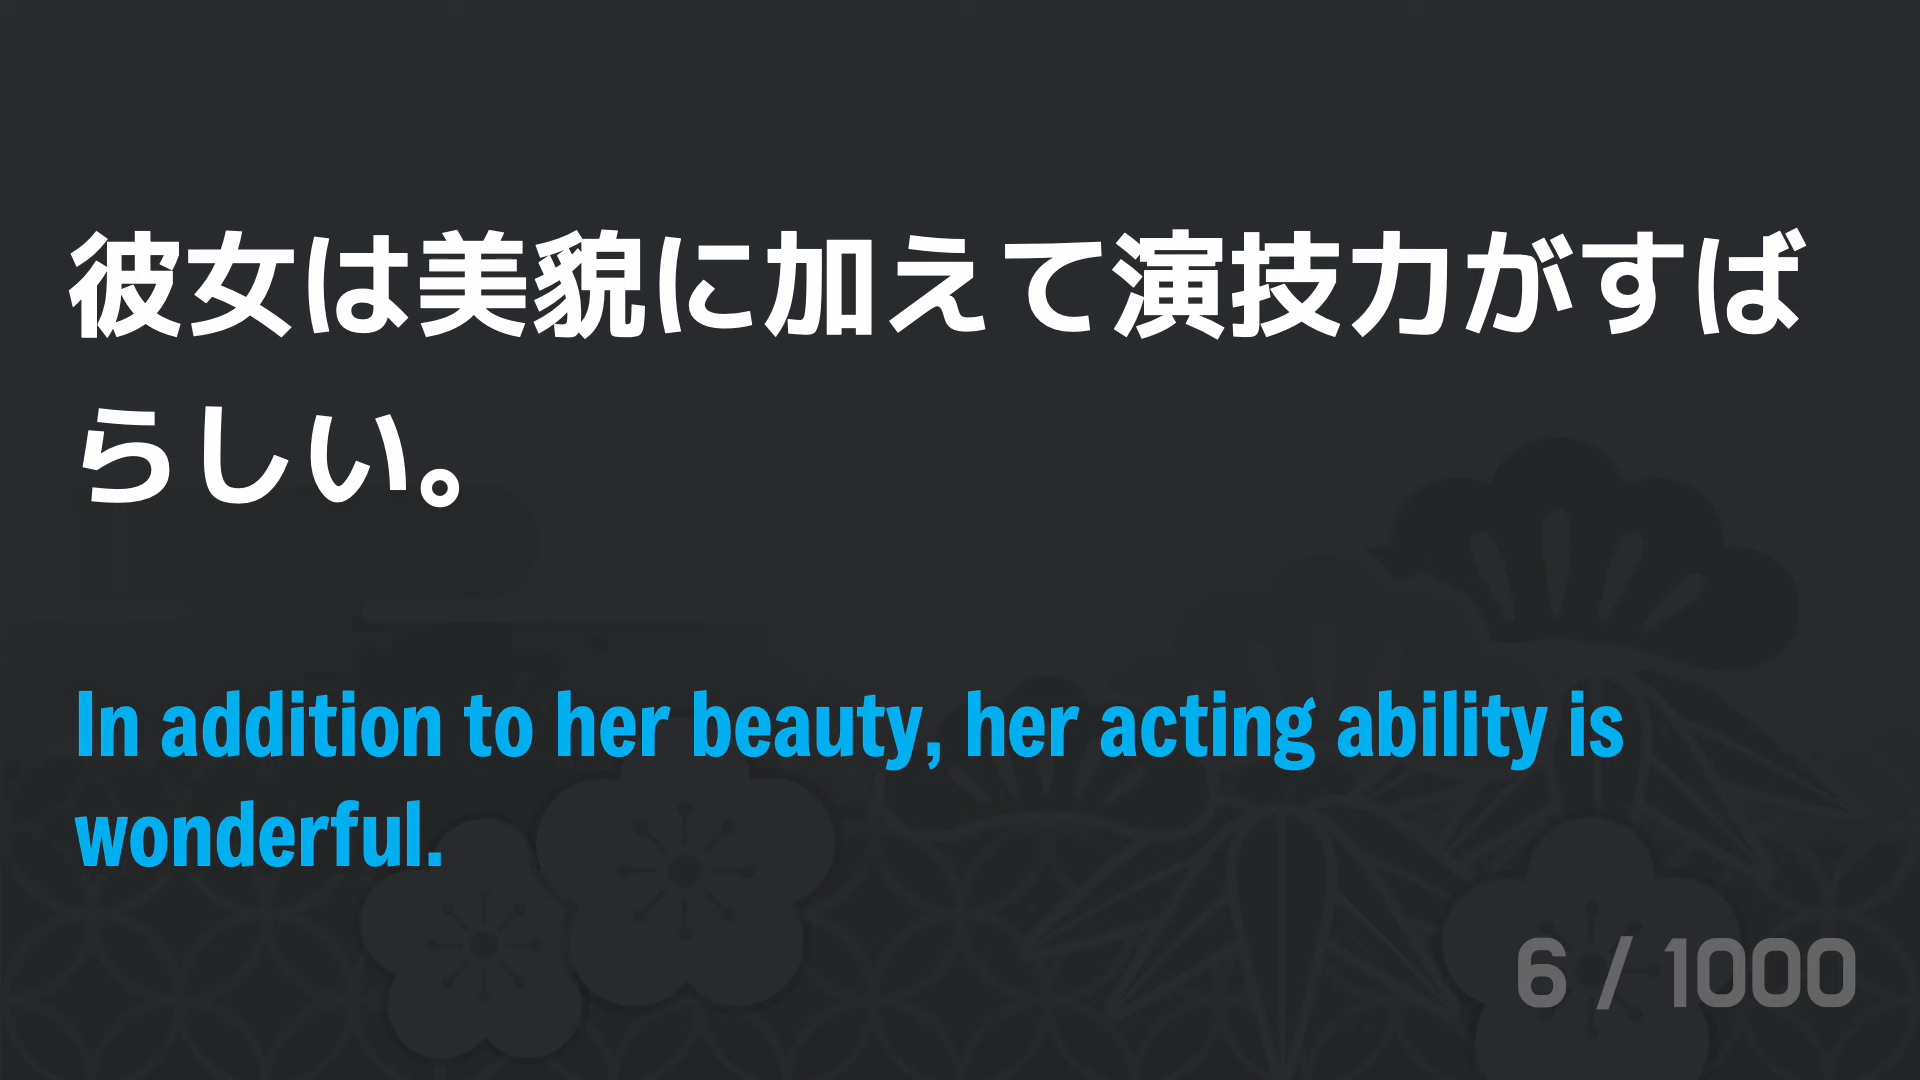 彼女は美貌に加えて演技力がすば
らしい。
In addition to her beauty, her acting ability is
wonderful.
6 / 1000